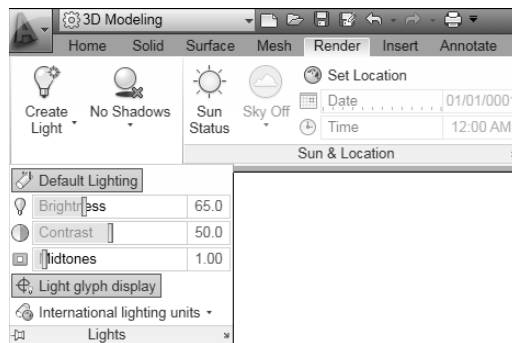 3D Modeling
Home Solid Surface Mesh Render Insert Annotate
Create Light
No Shadows
Sun Status
Sky Off
Set Location
Date 01/01/0001
Time 12:00 AM
Sun & Location
Default Lighting
Brightness 65.0
Contrast 50.0
Midtones 1.00
Light glyph display
International lighting units
Lights